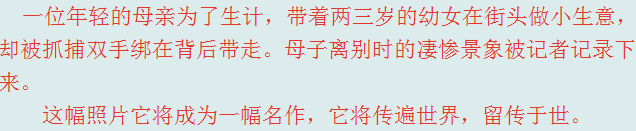 一位年轻的母亲为了生计，带着两三岁的幼女在街头做小生意，
却被抓捕双手绑在背后带走。母子离别时的凄惨景象被记者记录下
来。
这幅照片它将成为一幅名作，它将传遍世界，留传于世。